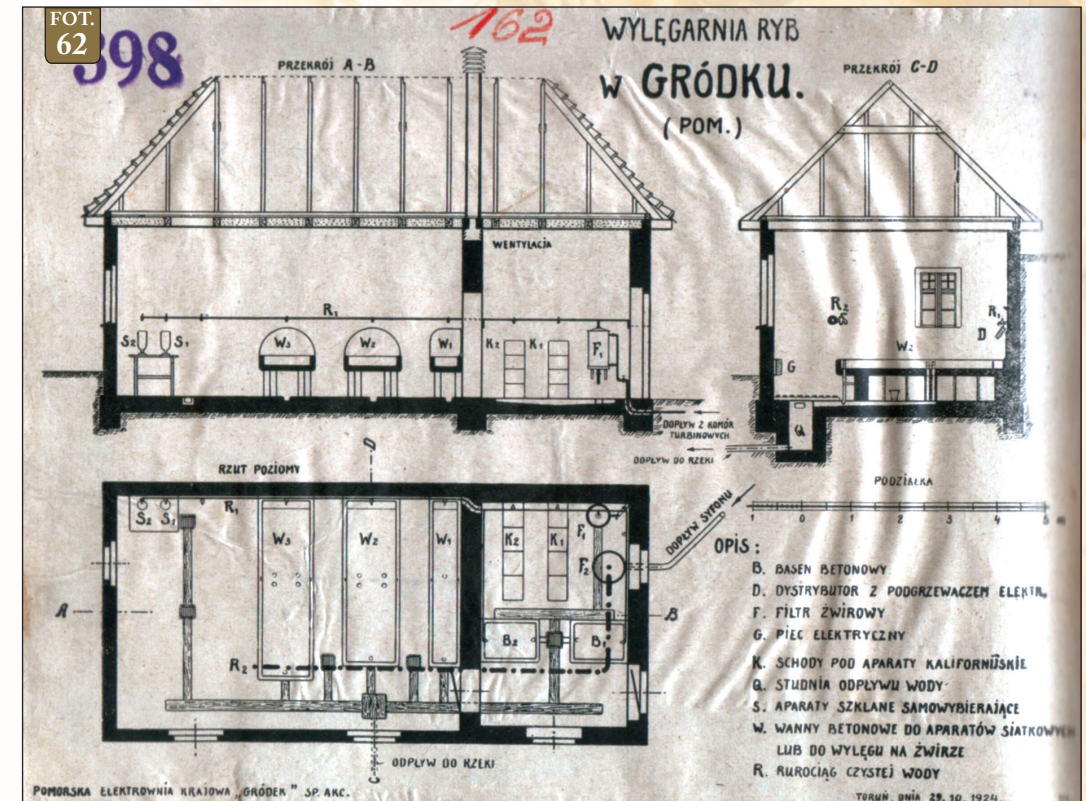 FOT.
62
398
162
WYLĘGARNIA RYB
W GRÓDKU.
(POM.)
PRZEKRÓJ A-B
PRZEKRÓJ C-D
WENTYLACJA
R₁
S₂ S₁ W₃ W₂ W₁ K₂ K₁ F₁
DOPŁYW Z KOMÓR
TURBINOWYCH
ODPŁYW DO RZEKI
R₂
R₁
D
W₂
G
Q
RZUT POZIOMY
D
S₂ S₁ R₁ W₃ W₂ W₁ K₂ K₁ F₁
F₂
DOPŁYW SYFONU
A
B
B₂ B₁
R₂
C
ODPŁYW DO RZEKI
PODZIAŁKA
1 0 1 2 3 4 5
OPIS:
B. BASEN BETONOWY
D. DYSTRYBUTOR Z PODGRZEWACZEM ELEKTR.
F. FILTR ŻWIROWY
G. PIEC ELEKTRYCZNY
K. SCHODY POD APARATY KALIFORNIJSKIE
Q. STUDNIA ODPŁYWU WODY
S. APARATY SZKLANE SAMOWYBIERAJĄCE
W. WANNY BETONOWE DO APARATÓW SIATKOWYCH
LUB DO WYLĘGU NA ŻWIRZE
R. RUROCIĄG CZYSTEJ WODY
POMORSKA ELEKTROWNIA KRAJOWA „GRÓDEK" SP. AKC.
TORUŃ, DNIA 29.10.1924